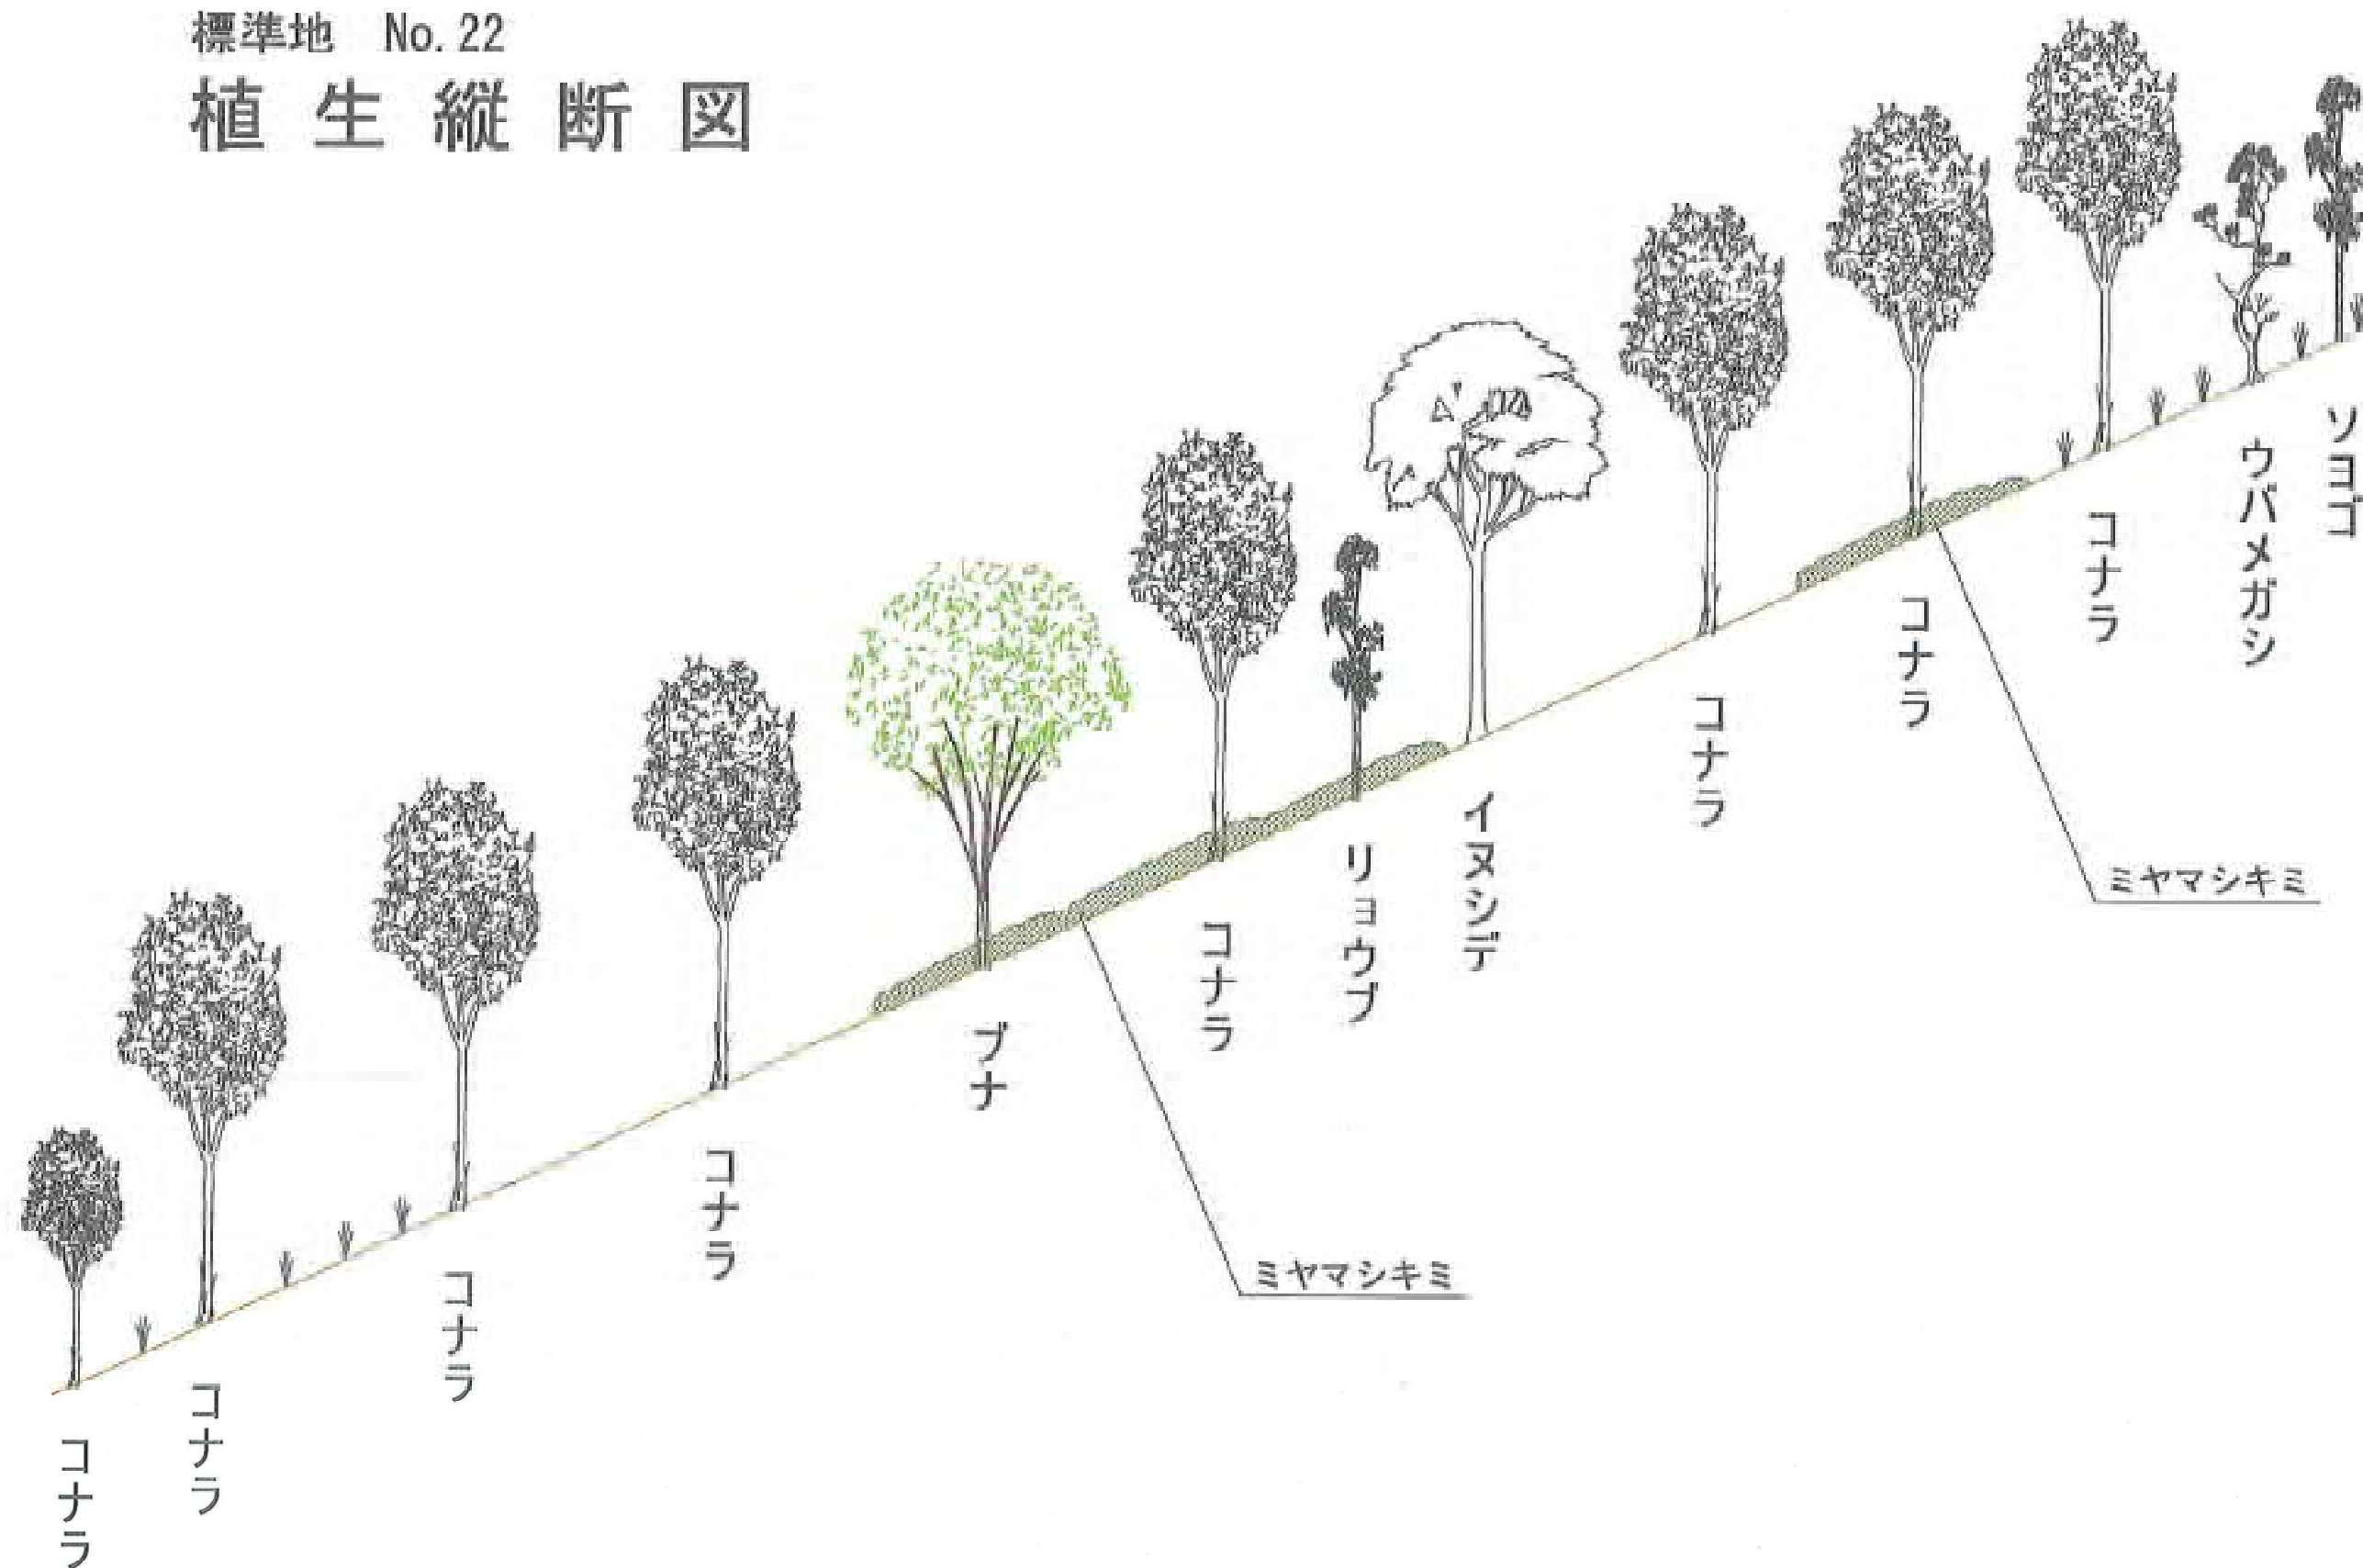 標準地 No.22
植生縦断図
コナラ
コナラ
コナラ
コナラ
ブナ
コナラ
リョウブ
イヌシデ
コナラ
コナラ
コナラ
ウバメガシ
ソヨゴ
ミヤマシキミ
ミヤマシキミ